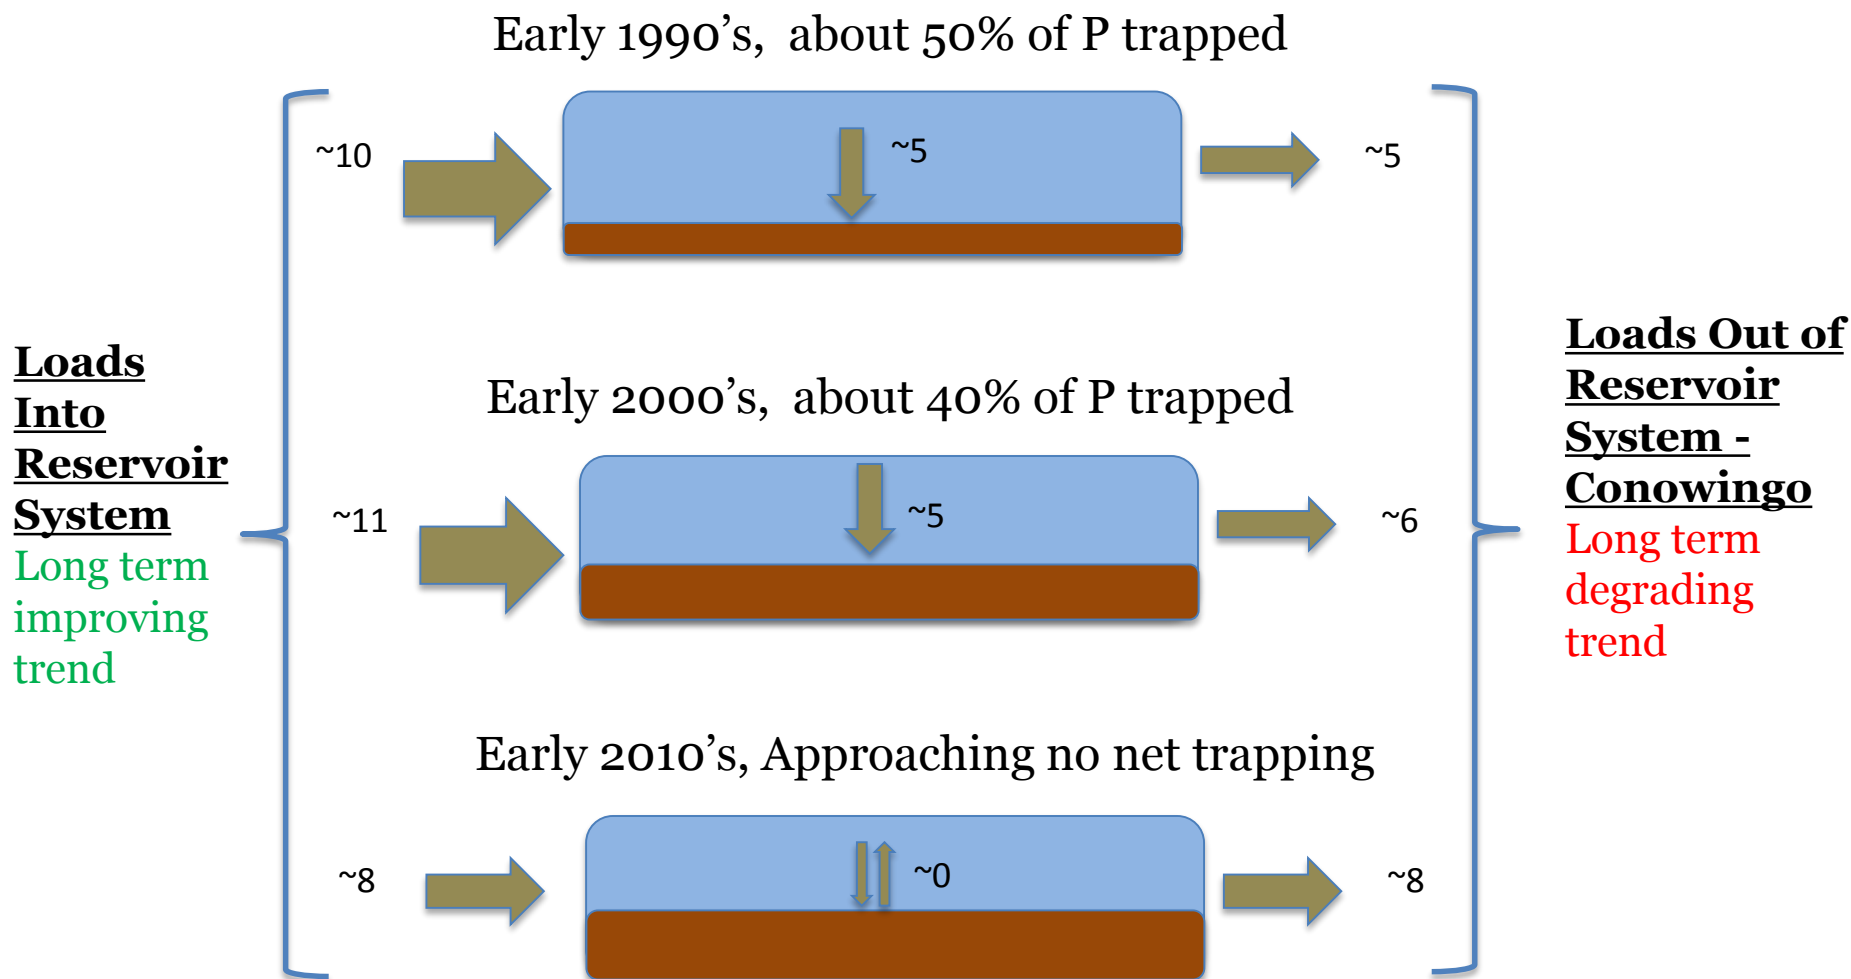 Early 1990’s,  about 50% of P trapped
~10
~5
~5
Early 2000’s,  about 40% of P trapped
~11
~5
~6
Early 2010’s, Approaching no net trapping
~8
~0
~8
Loads
Into
Reservoir
System
Long term
improving
trend
Loads Out of
Reservoir
System -
Conowingo
Long term
degrading
trend